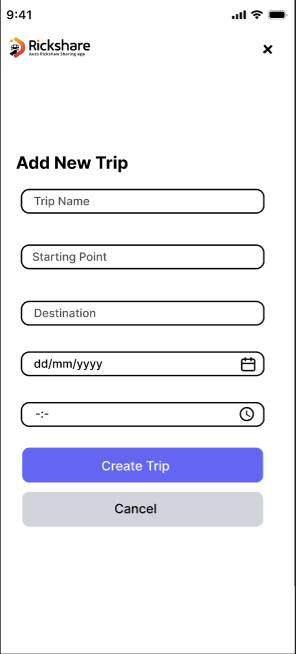 9:41
Rickshare
Auto Rickshaw Sharing app
×
Add New Trip
Trip Name
Starting Point
Destination
dd/mm/yyyy
-:-
Create Trip
Cancel